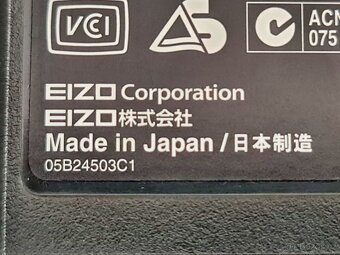 VCI
S
ACN
075
EIZO Corporation
EIZO株式会社
Made in Japan / 日本制造
05B24503C1